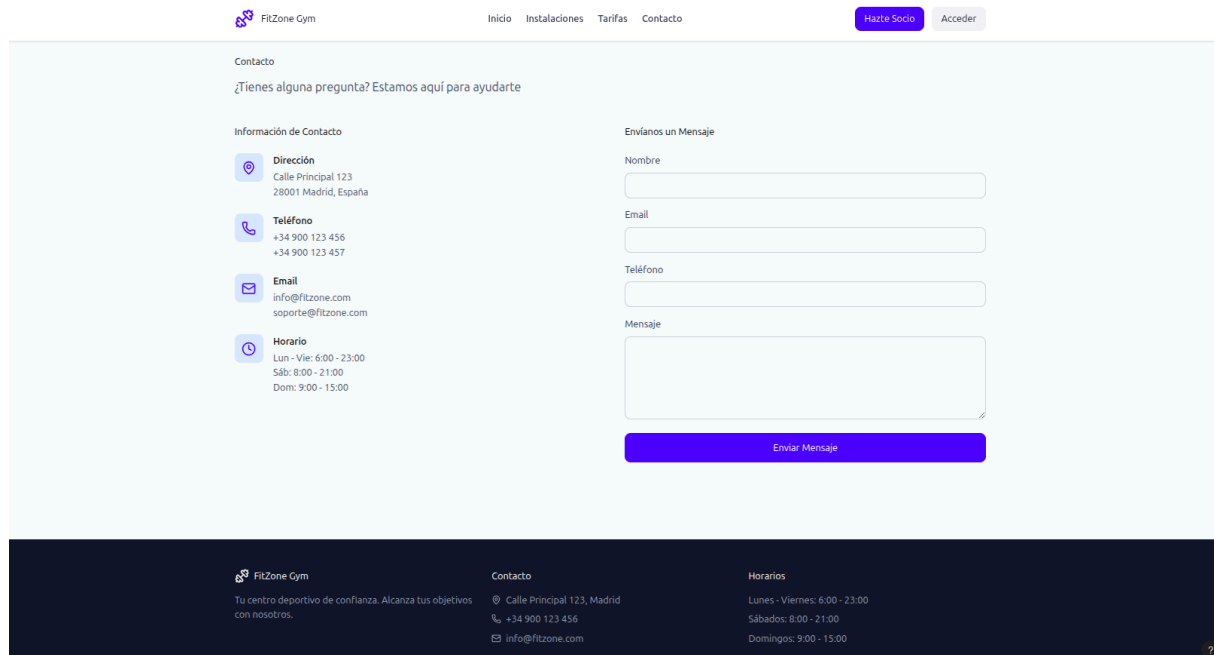 FitZone Gym
Inicio Instalaciones Tarifas Contacto
Hazte Socio Acceder
Contacto
¿Tienes alguna pregunta? Estamos aquí para ayudarte
Información de Contacto
Dirección
Calle Principal 123
28001 Madrid, España
Teléfono
+34 900 123 456
+34 900 123 457
Email
info@fitzone.com
soporte@fitzone.com
Horario
Lun - Vie: 6:00 - 23:00
Sáb: 8:00 - 21:00
Dom: 9:00 - 15:00
Envíanos un Mensaje
Nombre
Email
Teléfono
Mensaje
Enviar Mensaje
FitZone Gym
Tu centro deportivo de confianza. Alcanza tus objetivos
con nosotros.
Contacto
Calle Principal 123, Madrid
+34 900 123 456
info@fitzone.com
Horarios
Lunes - Viernes: 6:00 - 23:00
Sábados: 8:00 - 21:00
Domingos: 9:00 - 15:00
?